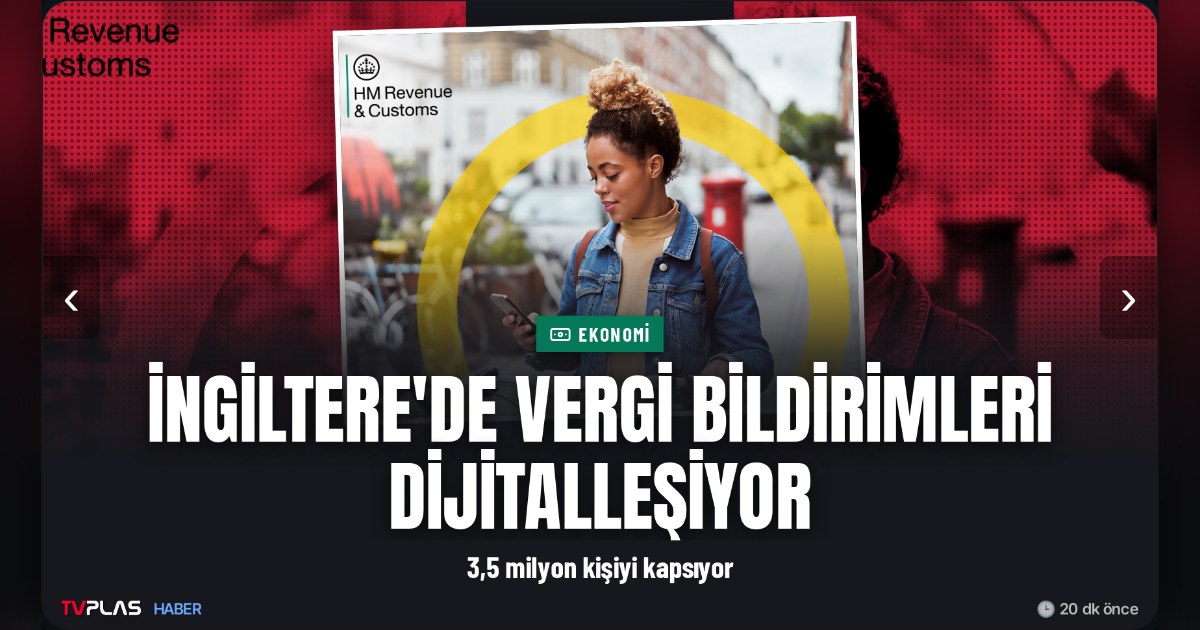 Revenue
ustoms
HM Revenue
& Customs
EKONOMİ
İNGİLTERE'DE VERGİ BİLDİRİMLERİ
DİJİTALLEŞİYOR
3,5 milyon kişiyi kapsıyor
TVPLAS HABER
20 dk önce